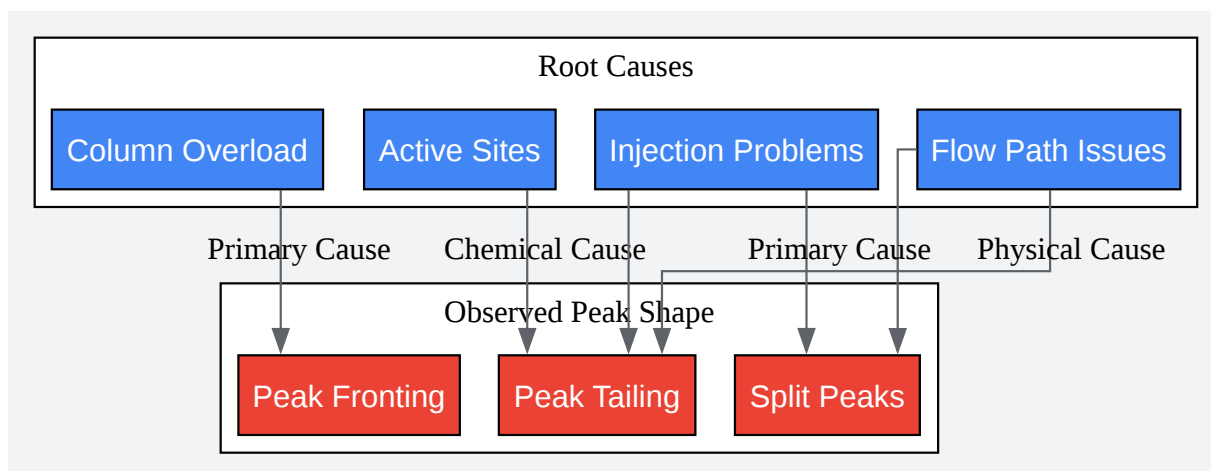 Root Causes
Column Overload
Active Sites
Injection Problems
Flow Path Issues
Primary Cause
Chemical Cause
Primary Cause
Physical Cause
Observed Peak Shape
Peak Fronting
Peak Tailing
Split Peaks